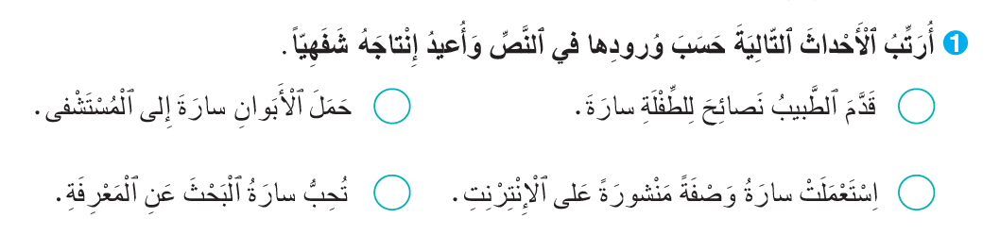 1 أُرَتِّبُ ٱلْأَحْداثَ ٱلتّالِيَةَ حَسَبَ وُرودِها في ٱلنَّصِّ وَأُعيدُ إِنْتاجَهُ شَفَهِيّاً.
قَدَّمَ ٱلطَّبيبُ نَصائِحَ لِلطِّفْلَةِ سارَةَ. حَمَلَ ٱلْأَبَوانِ سارَةَ إِلى ٱلْمُسْتَشْفى.
اِسْتَعْمَلَتْ سارَةُ وَصْفَةً مَنْشورَةً عَلى ٱلْإِنْتِرْنِتِ. تُحِبُّ سارَةُ ٱلْبَحْثَ عَنِ ٱلْمَعْرِفَةِ.